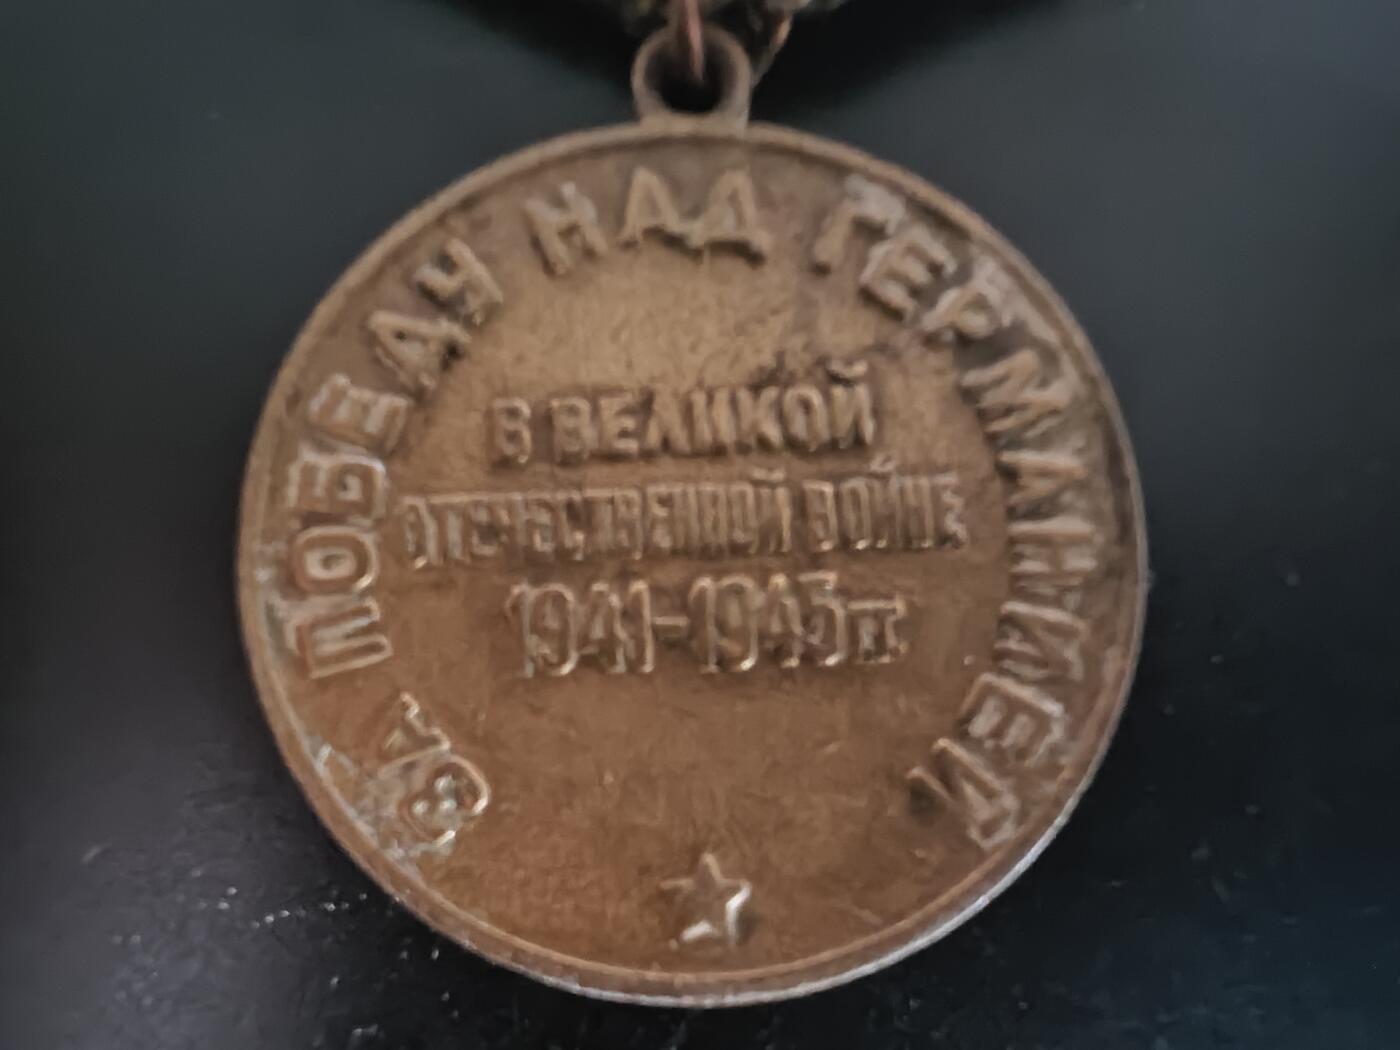 ЗА ПОБЕДУ НАД ГЕРМАНИЕЙ
В ВЕЛИКОЙ
ОТЕЧЕСТВЕННОЙ ВОЙНЕ
1941-1945 гг